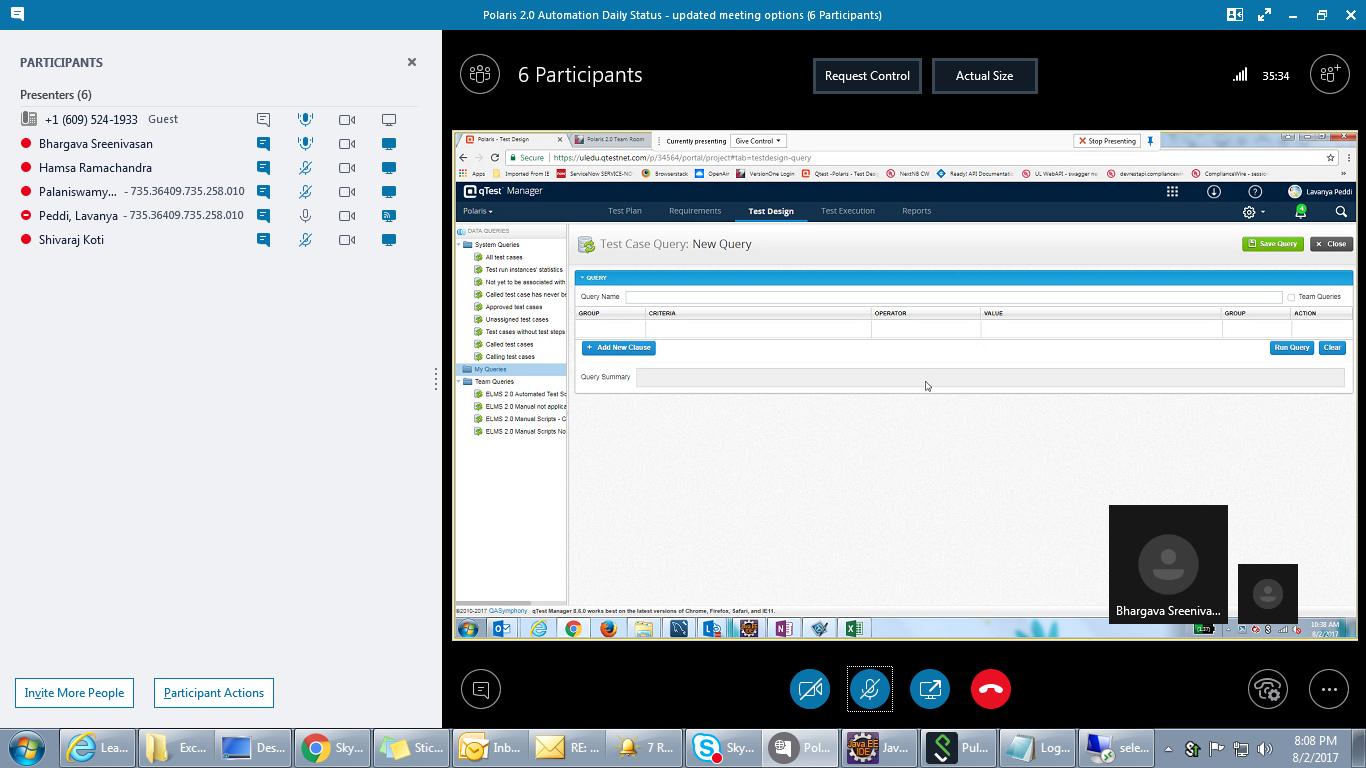 Polaris 2.0 Automation Daily Status - updated meeting options (6 Participants)
PARTICIPANTS
Presenters (6)
+1 (609) 524-1933 Guest
Bhargava Sreenivasan
Hamsa Ramachandra
Palaniswamy... - 735.36409.735.258.010
Peddi, Lavanya - 735.36409.735.258.010
Shivaraj Koti
Invite More People
Participant Actions
6 Participants
Request Control
Actual Size
35:34
Polaris - Test Design
Polaris 2.0 Team Room
Currently presenting
Give Control
Stop Presenting
Secure
https://uledu.qtestnet.com/p/34564/portal/project#tab=testdesign-query
Apps
Imported From IE
ServiceNow SERVICE-NO
Browserstack
OpenAir
VersionOne Login
Qtest -Polaris - Test Desi
NextNB CW
Ready! API Documentati
UL WebAPI - swagger
devrestapi.compliancew
ComplianceWire - sessio
qTest Manager
Lavanya Peddi
Polaris
Test Plan
Requirements
Test Design
Test Execution
Reports
4
DATA QUERIES
System Queries
All test cases
Test run instances' statistics
Not yet to be associated with
Called test case has never be
Approved test cases
Unassigned test cases
Test cases without test steps
Called test cases
Calling test cases
My Queries
Team Queries
ELMS 2.0 Automated Test Sc
ELMS 2.0 Manual not applica
ELMS 2.0 Manual Scripts - C
ELMS 2.0 Manual Scripts No
Test Case Query: New Query
Save Query
Close
QUERY
Query Name
Team Queries
GROUP CRITERIA OPERATOR VALUE GROUP ACTION
+ Add New Clause
Run Query
Clear
Query Summary
©2010-2017 QASymphony qTest Manager 8.6.0 works best on the latest versions of Chrome, Firefox, Safari, and IE11.
Bhargava Sreeniva...
10:38 AM
8/2/2017
Lea...
Exc...
Des...
Sky...
Stic...
Inb...
RE: ...
7 R...
Sky...
Pol...
Jav...
Pul...
Log...
sele...
8:08 PM
8/2/2017